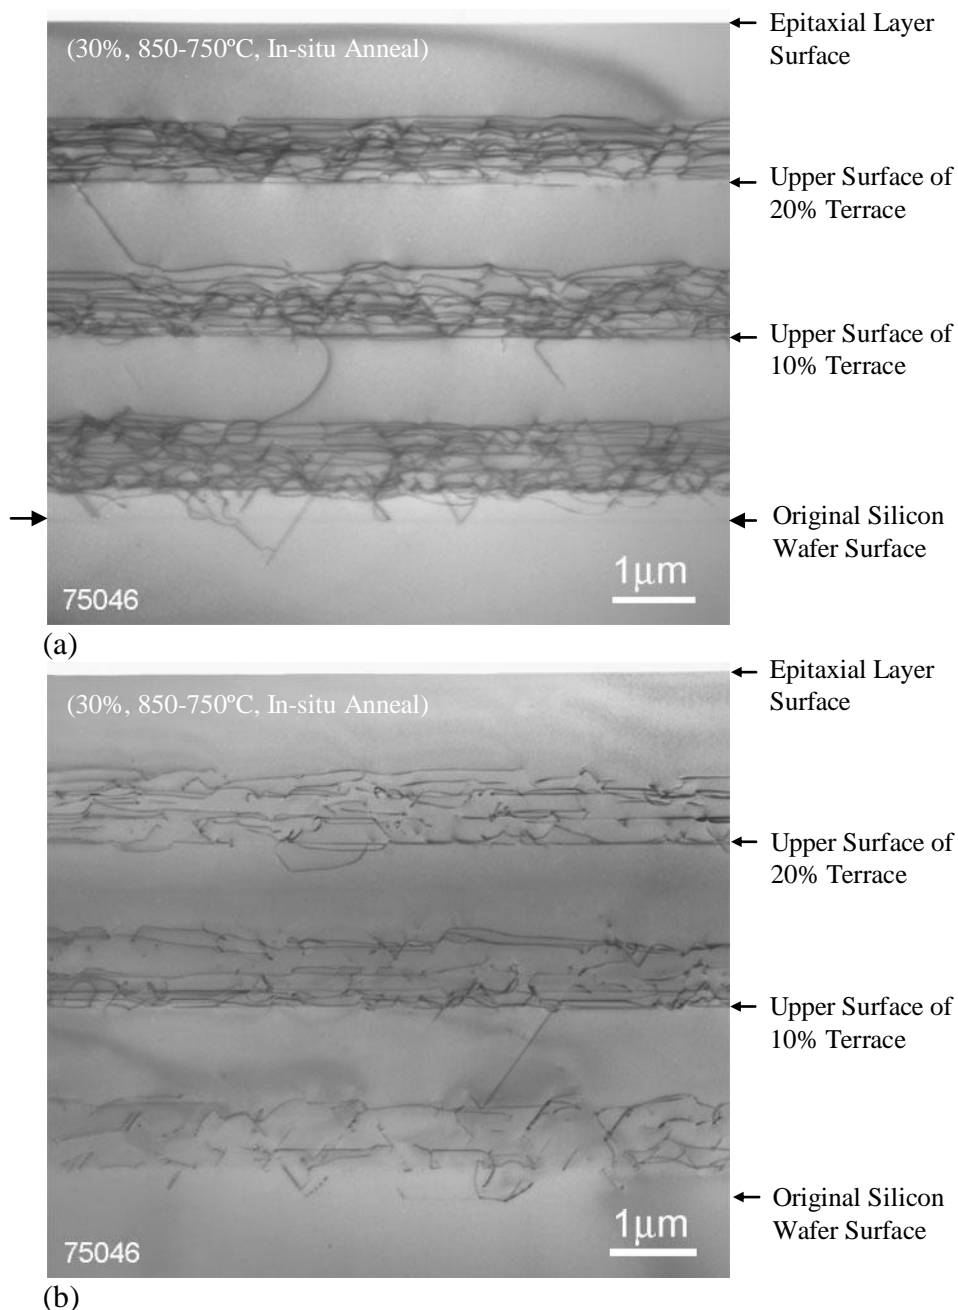 (30%, 850-750ºC, In-situ Anneal)
Epitaxial Layer
Surface
Upper Surface of
20% Terrace
Upper Surface of
10% Terrace
Original Silicon
Wafer Surface
75046
1μm
(a)
(30%, 850-750ºC, In-situ Anneal)
Epitaxial Layer
Surface
Upper Surface of
20% Terrace
Upper Surface of
10% Terrace
Original Silicon
Wafer Surface
75046
1μm
(b)